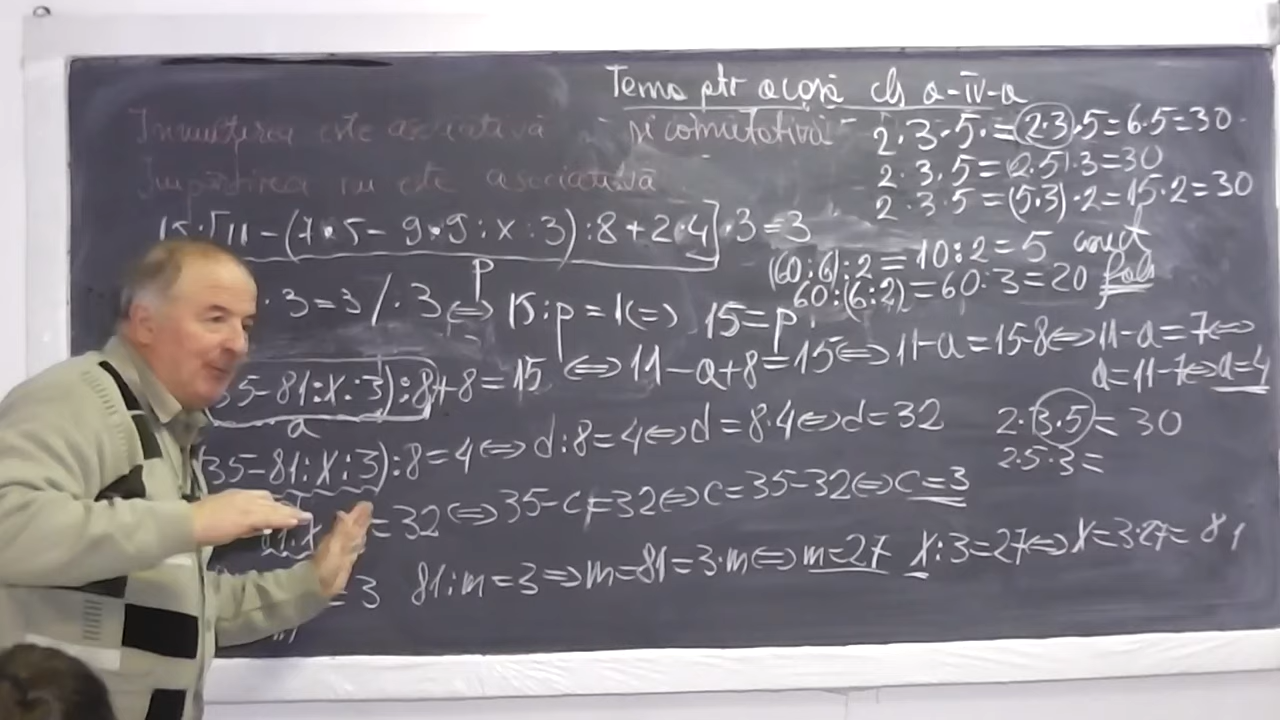 Tema ptr acasă cls a-IV-a
Inmulțirea este asociativă și comutativă
2·3·5·=(2·3)·5=6·5=30
Împărțirea nu este asociativă
2·3·5=(2·5)·3=30
2·3·5=(5·3)·2=15·2=30
15:[11-(7·5-9·9:x:3):8+2·4]·3=3
p
(60:6):2=10:2=5 corect
60:(6:2)=60:3=20 fals
·3=3/:3⇔ 15:p=1⇔ 15=p
35-81:x:3):8+8=15 ⇔11-a+8=15⇔11-a=15-8⇔11-a=7⇔
a
a=11-7⇔a=4
(35-81:x:3):8=4⇔d:8=4⇔d=8·4⇔d=32
2·(3·5)=30
2·5·3=
=32⇔35-c=32⇔c=35-32⇔c=3
=3 81:m=3⇒m=81=3·m⇔m=27 x:3=27⇔x=3·27=81